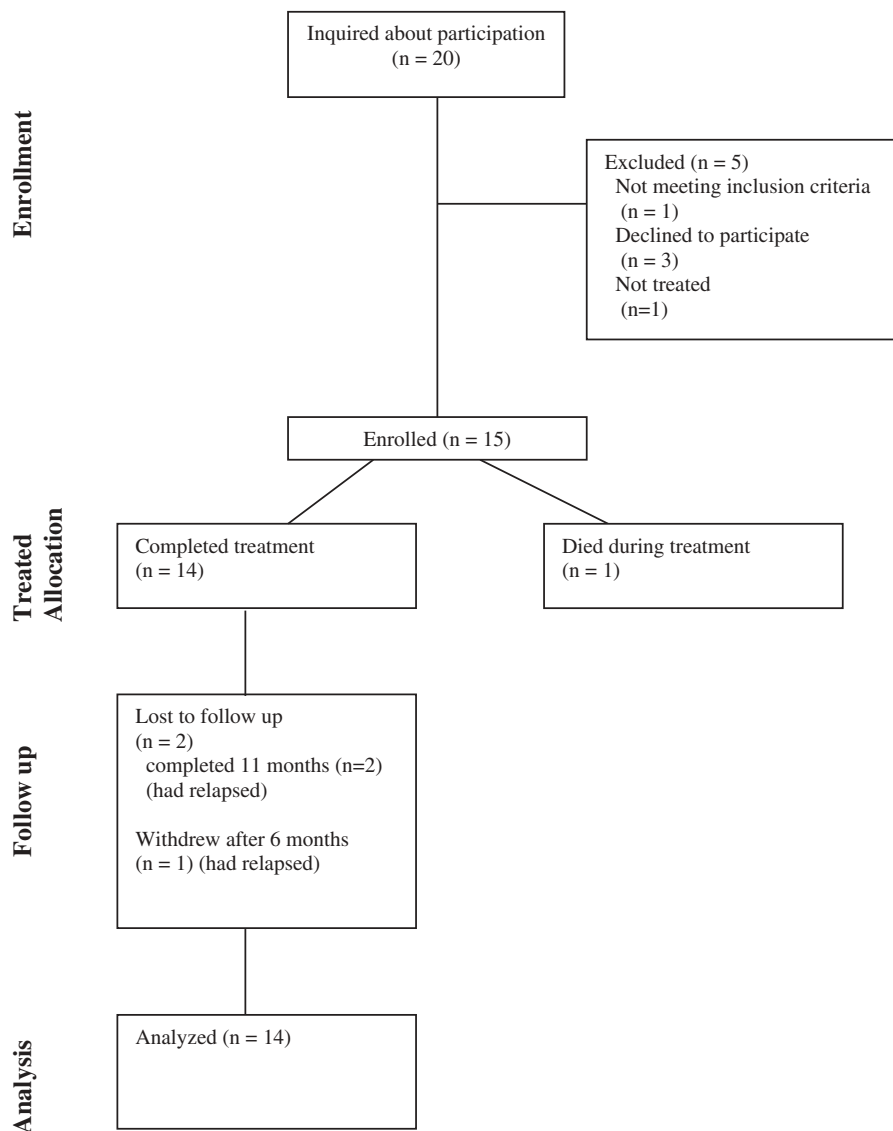 Enrollment
Inquired about participation
(n = 20)
Excluded (n = 5)
Not meeting inclusion criteria
(n = 1)
Declined to participate
(n = 3)
Not treated
(n=1)
Enrolled (n = 15)
Treated
Allocation
Completed treatment
(n = 14)
Died during treatment
(n = 1)
Follow up
Lost to follow up
(n = 2)
completed 11 months (n=2)
(had relapsed)
Withdrew after 6 months
(n = 1) (had relapsed)
Analysis
Analyzed (n = 14)